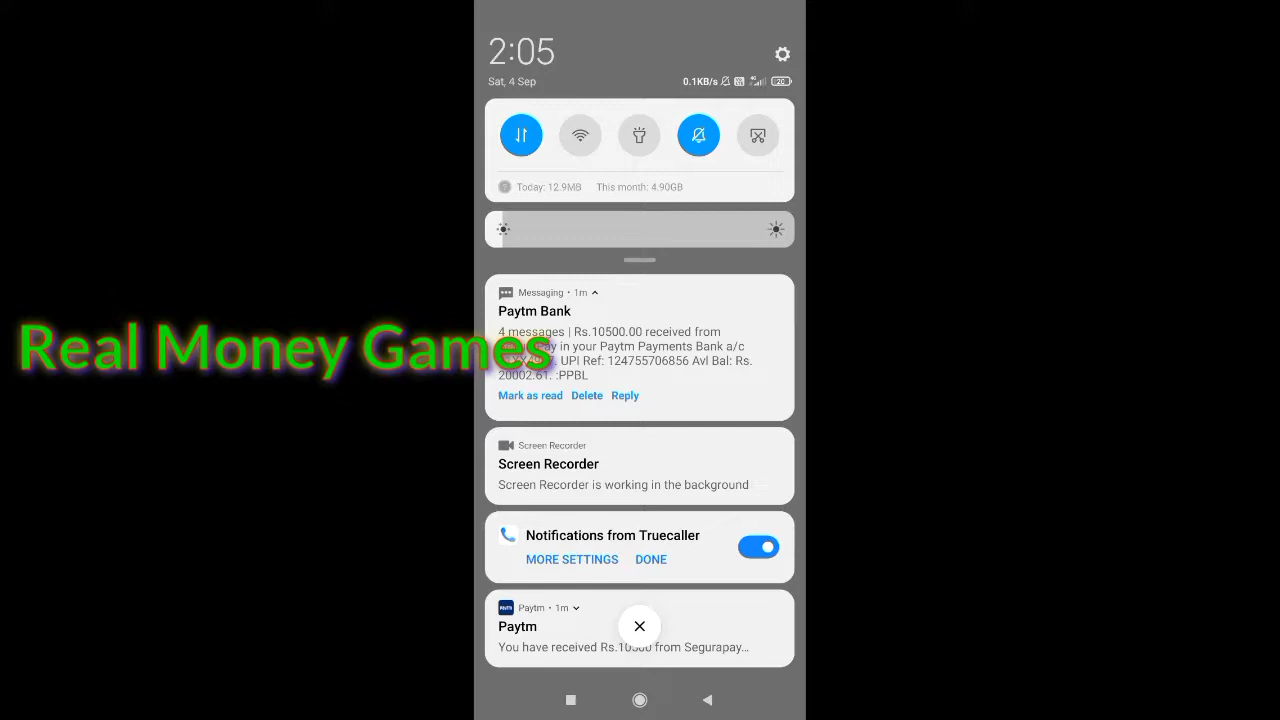 2:05
Sat, 4 Sep
0.1KB/s
4G
20
Today: 12.9MB This month: 4.90GB
Messaging • 1m
Paytm Bank
4 messages | Rs.10500.00 received from
in your Paytm Payments Bank a/c
UPI Ref: 124755706856 Avl Bal: Rs.
20002.61. :PPBL
Mark as read Delete Reply
Real Money Games
Screen Recorder
Screen Recorder
Screen Recorder is working in the background
Notifications from Truecaller
MORE SETTINGS DONE
Paytm • 1m
Paytm
You have received Rs.10500 from Segurapay...